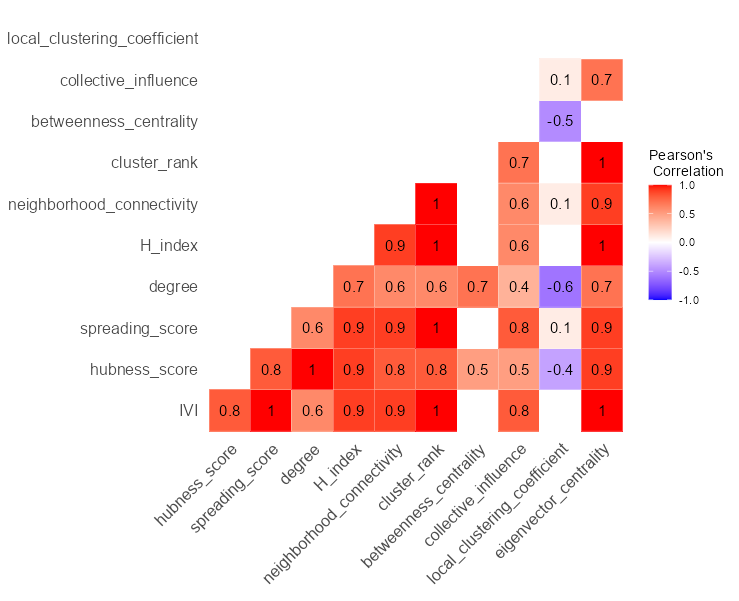 local_clustering_coefficient
collective_influence 0.1 0.7
betweenness_centrality -0.5
cluster_rank 0.7 1
neighborhood_connectivity 1 0.6 0.1 0.9
H_index 0.9 1 0.6 1
degree 0.7 0.6 0.6 0.7 0.4 -0.6 0.7
spreading_score 0.6 0.9 0.9 1 0.8 0.1 0.9
hubness_score 0.8 1 0.9 0.8 0.8 0.5 0.5 -0.4 0.9
IVI 0.8 1 0.6 0.9 0.9 1 0.8 1
hubness_score
spreading_score
degree
H_index
neighborhood_connectivity
cluster_rank
betweenness_centrality
collective_influence
local_clustering_coefficient
eigenvector_centrality
Pearson's
Correlation
1.0
0.5
0.0
-0.5
-1.0